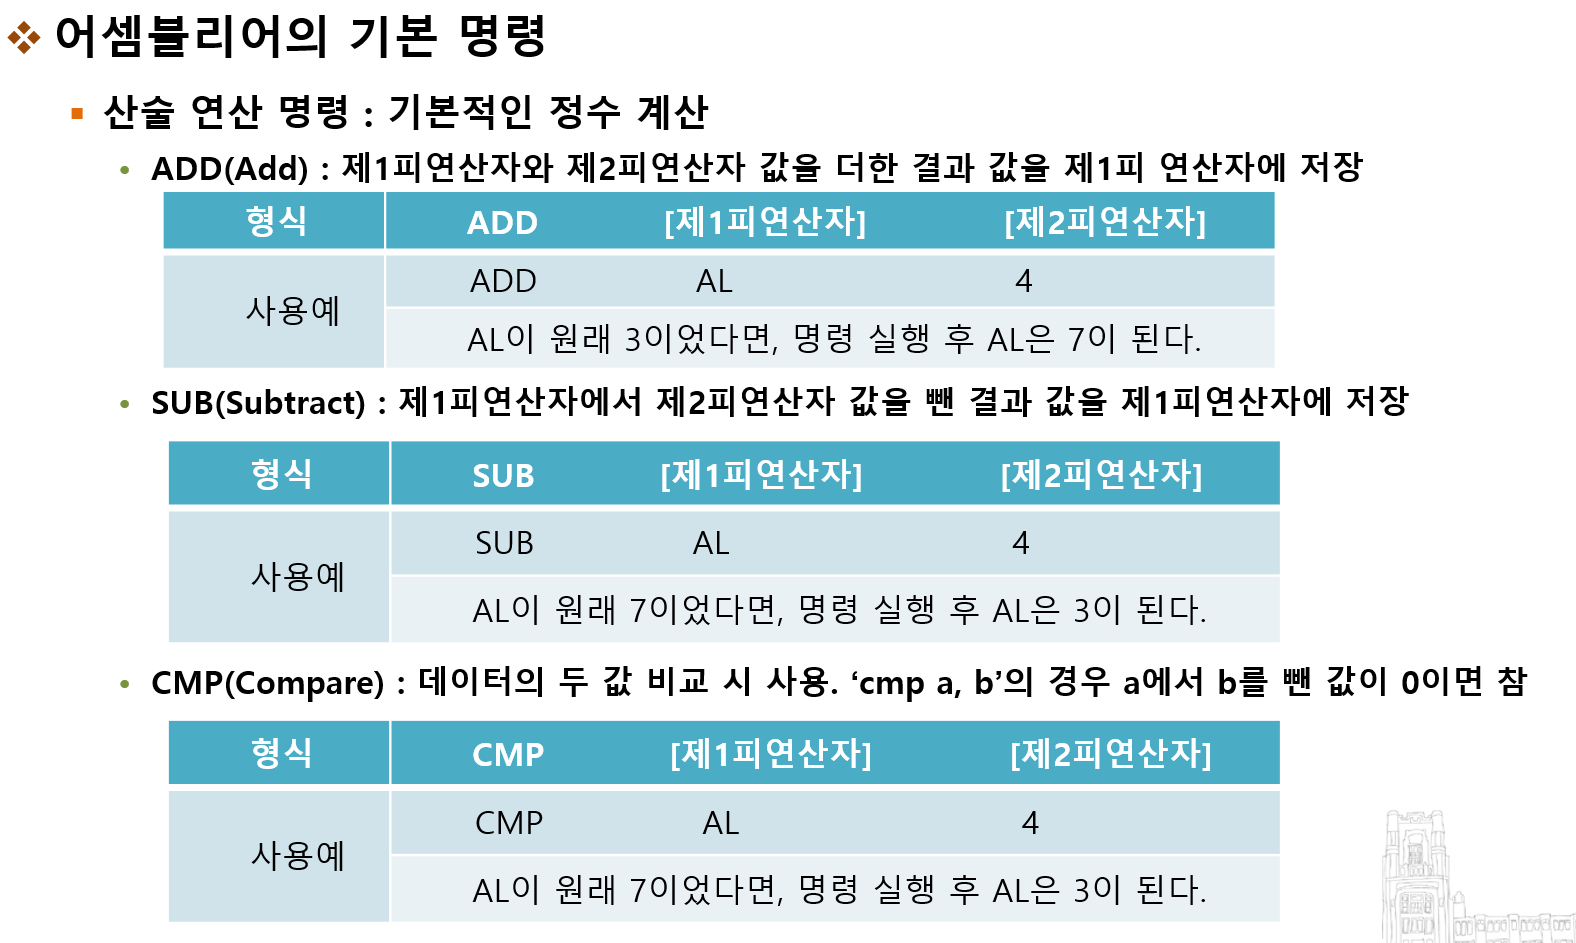 어셈블리어의 기본 명령
산술 연산 명령 : 기본적인 정수 계산
ADD(Add) : 제1피연산자와 제2피연산자 값을 더한 결과 값을 제1피 연산자에 저장
형식 ADD [제1피연산자] [제2피연산자]
사용예 ADD AL 4
AL이 원래 3이었다면, 명령 실행 후 AL은 7이 된다.
SUB(Subtract) : 제1피연산자에서 제2피연산자 값을 뺀 결과 값을 제1피연산자에 저장
형식 SUB [제1피연산자] [제2피연산자]
사용예 SUB AL 4
AL이 원래 7이었다면, 명령 실행 후 AL은 3이 된다.
CMP(Compare) : 데이터의 두 값 비교 시 사용. ‘cmp a, b’의 경우 a에서 b를 뺀 값이 0이면 참
형식 CMP [제1피연산자] [제2피연산자]
사용예 CMP AL 4
AL이 원래 7이었다면, 명령 실행 후 AL은 3이 된다.